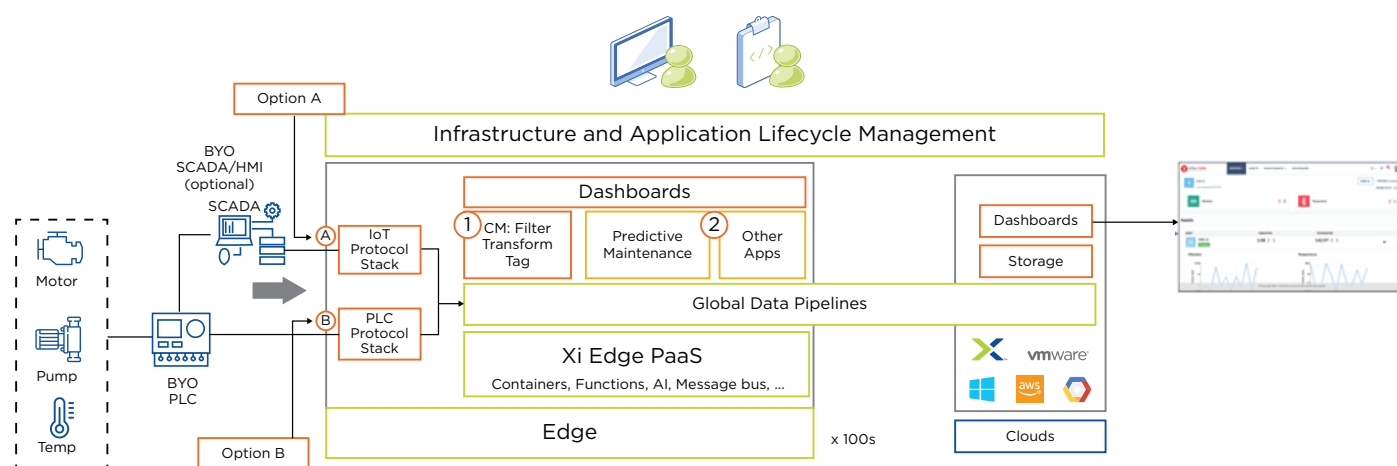 Option A
Infrastructure and Application Lifecycle Management
BYO
SCADA/HMI
(optional)
SCADA
Motor
Pump
Temp
BYO
PLC
A
IoT
Protocol
Stack
B
PLC
Protocol
Stack
Option B
Dashboards
1
CM: Filter
Transform
Tag
Predictive
Maintenance
2
Other
Apps
Global Data Pipelines
Xi Edge PaaS
Containers, Functions, AI, Message bus, ...
Edge
x 100s
Dashboards
Storage
vmware
aws
Clouds